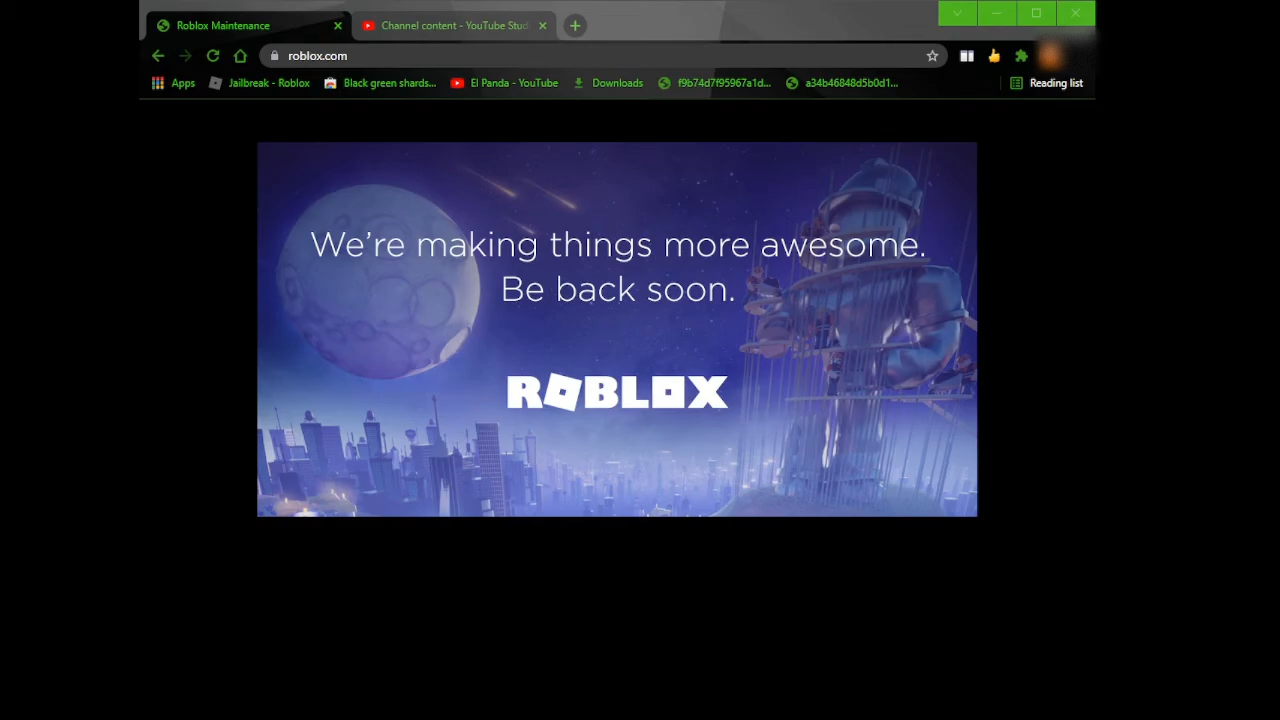 Roblox Maintenance
Channel content - YouTube Stud
roblox.com
Apps
Jailbreak - Roblox
Black green shards...
El Panda - YouTube
Downloads
f9b74d7f95967a1d...
a34b46848d5b0d1...
Reading list
We're making things more awesome.
Be back soon.
ROBLOX